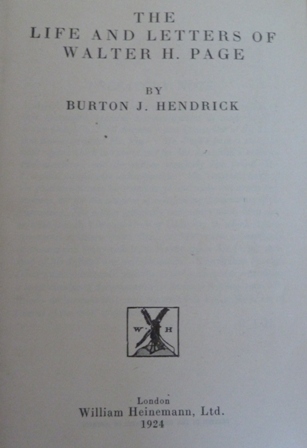 THE
LIFE AND LETTERS OF
WALTER H. PAGE
BY
BURTON J. HENDRICK
W H
London
William Heinemann, Ltd.
1924